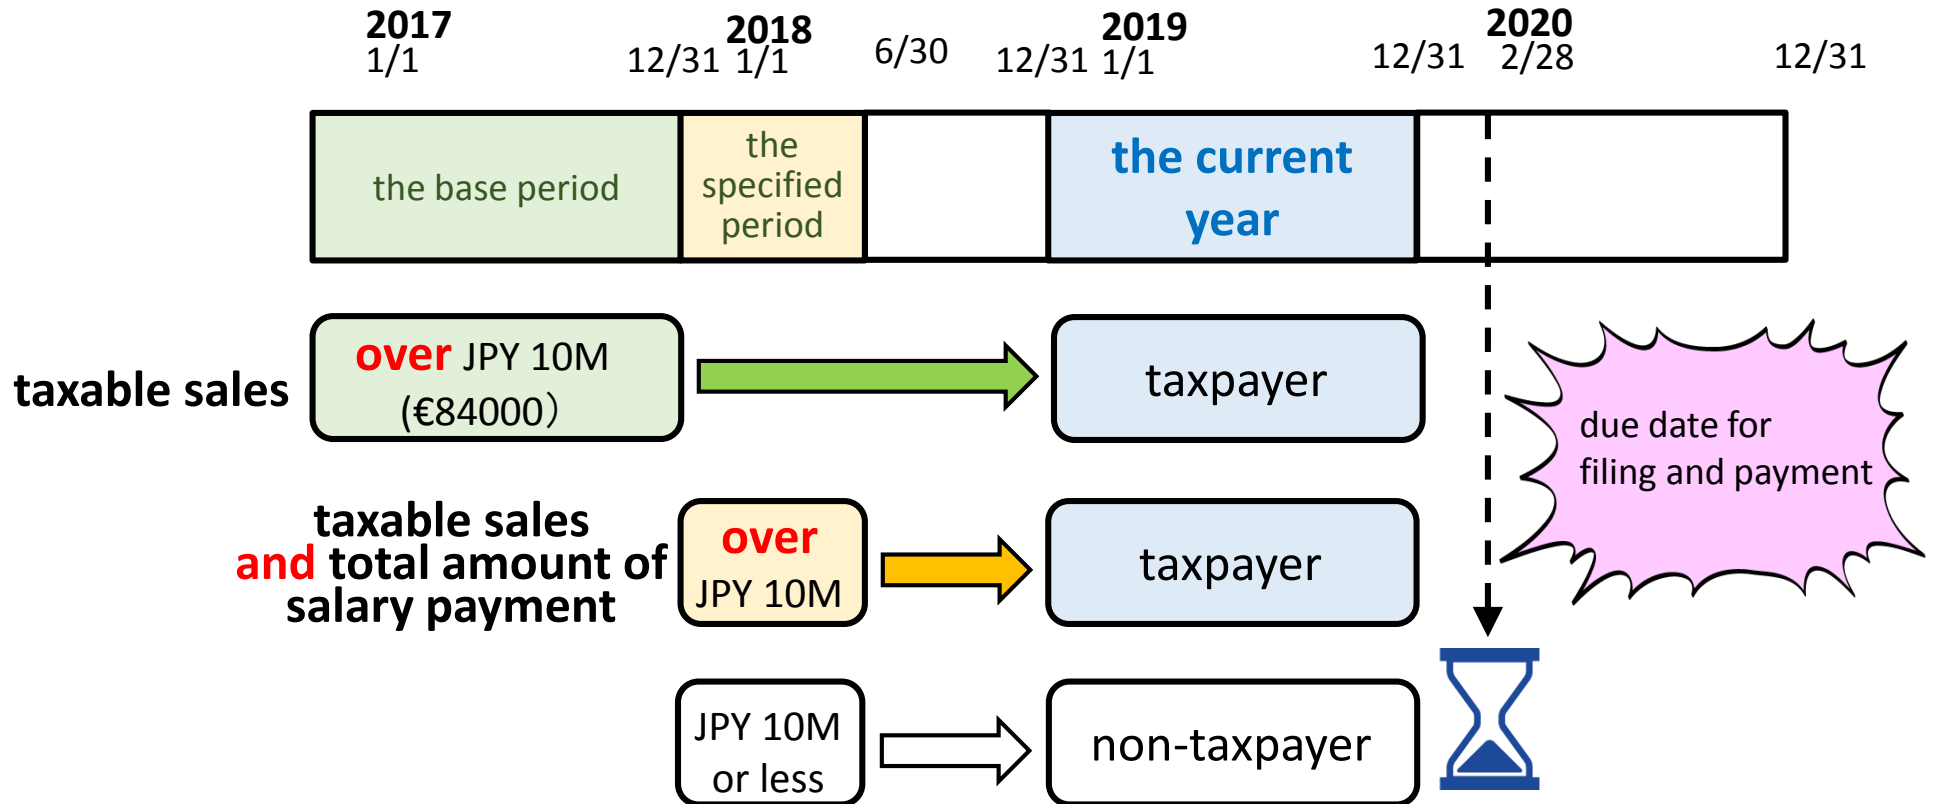 2017
1/1
12/31
2018
1/1
6/30
12/31
2019
1/1
12/31
2020
2/28
12/31
the base period
the
specified
period
the current
year
taxable sales
over JPY 10M
(€84000）
taxpayer
due date for
filing and payment
taxable sales
and total amount of
salary payment
over
JPY 10M
taxpayer
JPY 10M
or less
non-taxpayer